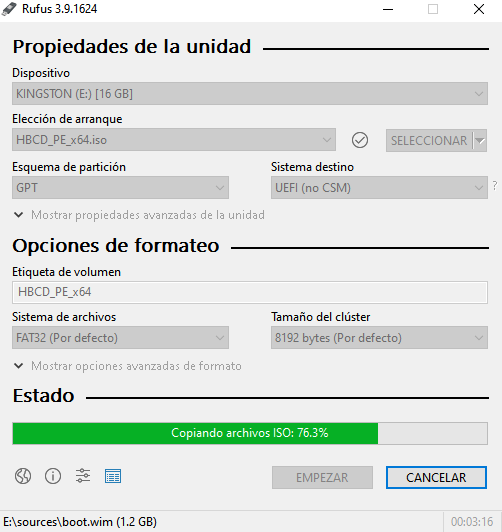 Rufus 3.9.1624
Propiedades de la unidad
Dispositivo
KINGSTON (E:) [16 GB]
Elección de arranque
HBCD_PE_x64.iso
SELECCIONAR
Esquema de partición
Sistema destino
GPT
UEFI (no CSM)
?
Mostrar propiedades avanzadas de la unidad
Opciones de formateo
Etiqueta de volumen
HBCD_PE_x64
Sistema de archivos
Tamaño del clúster
FAT32 (Por defecto)
8192 bytes (Por defecto)
Mostrar opciones avanzadas de formato
Estado
Copiando archivos ISO: 76.3%
EMPEZAR
CANCELAR
E:\sources\boot.wim (1.2 GB)
00:03:16